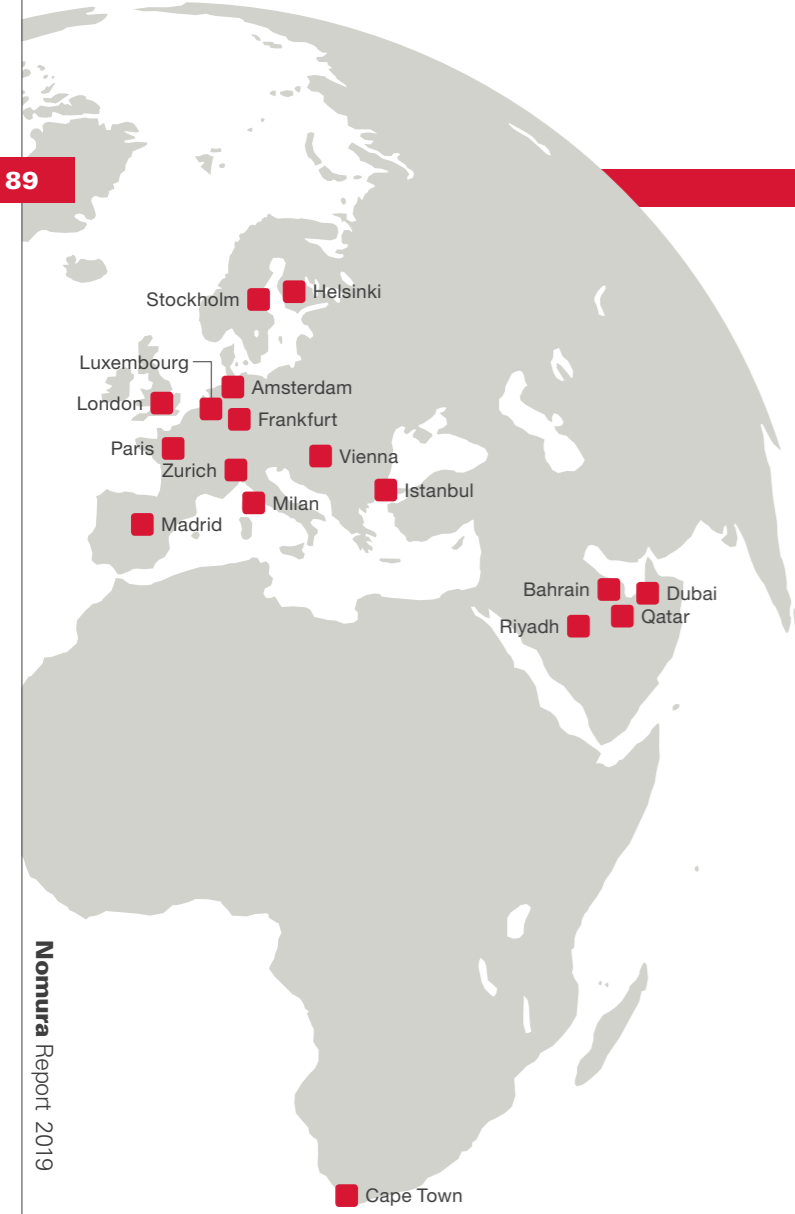 89
Stockholm
Helsinki
Luxembourg
Amsterdam
London
Frankfurt
Paris
Vienna
Zurich
Istanbul
Milan
Madrid
Bahrain
Dubai
Qatar
Riyadh
Nomura Report 2019
Cape Town